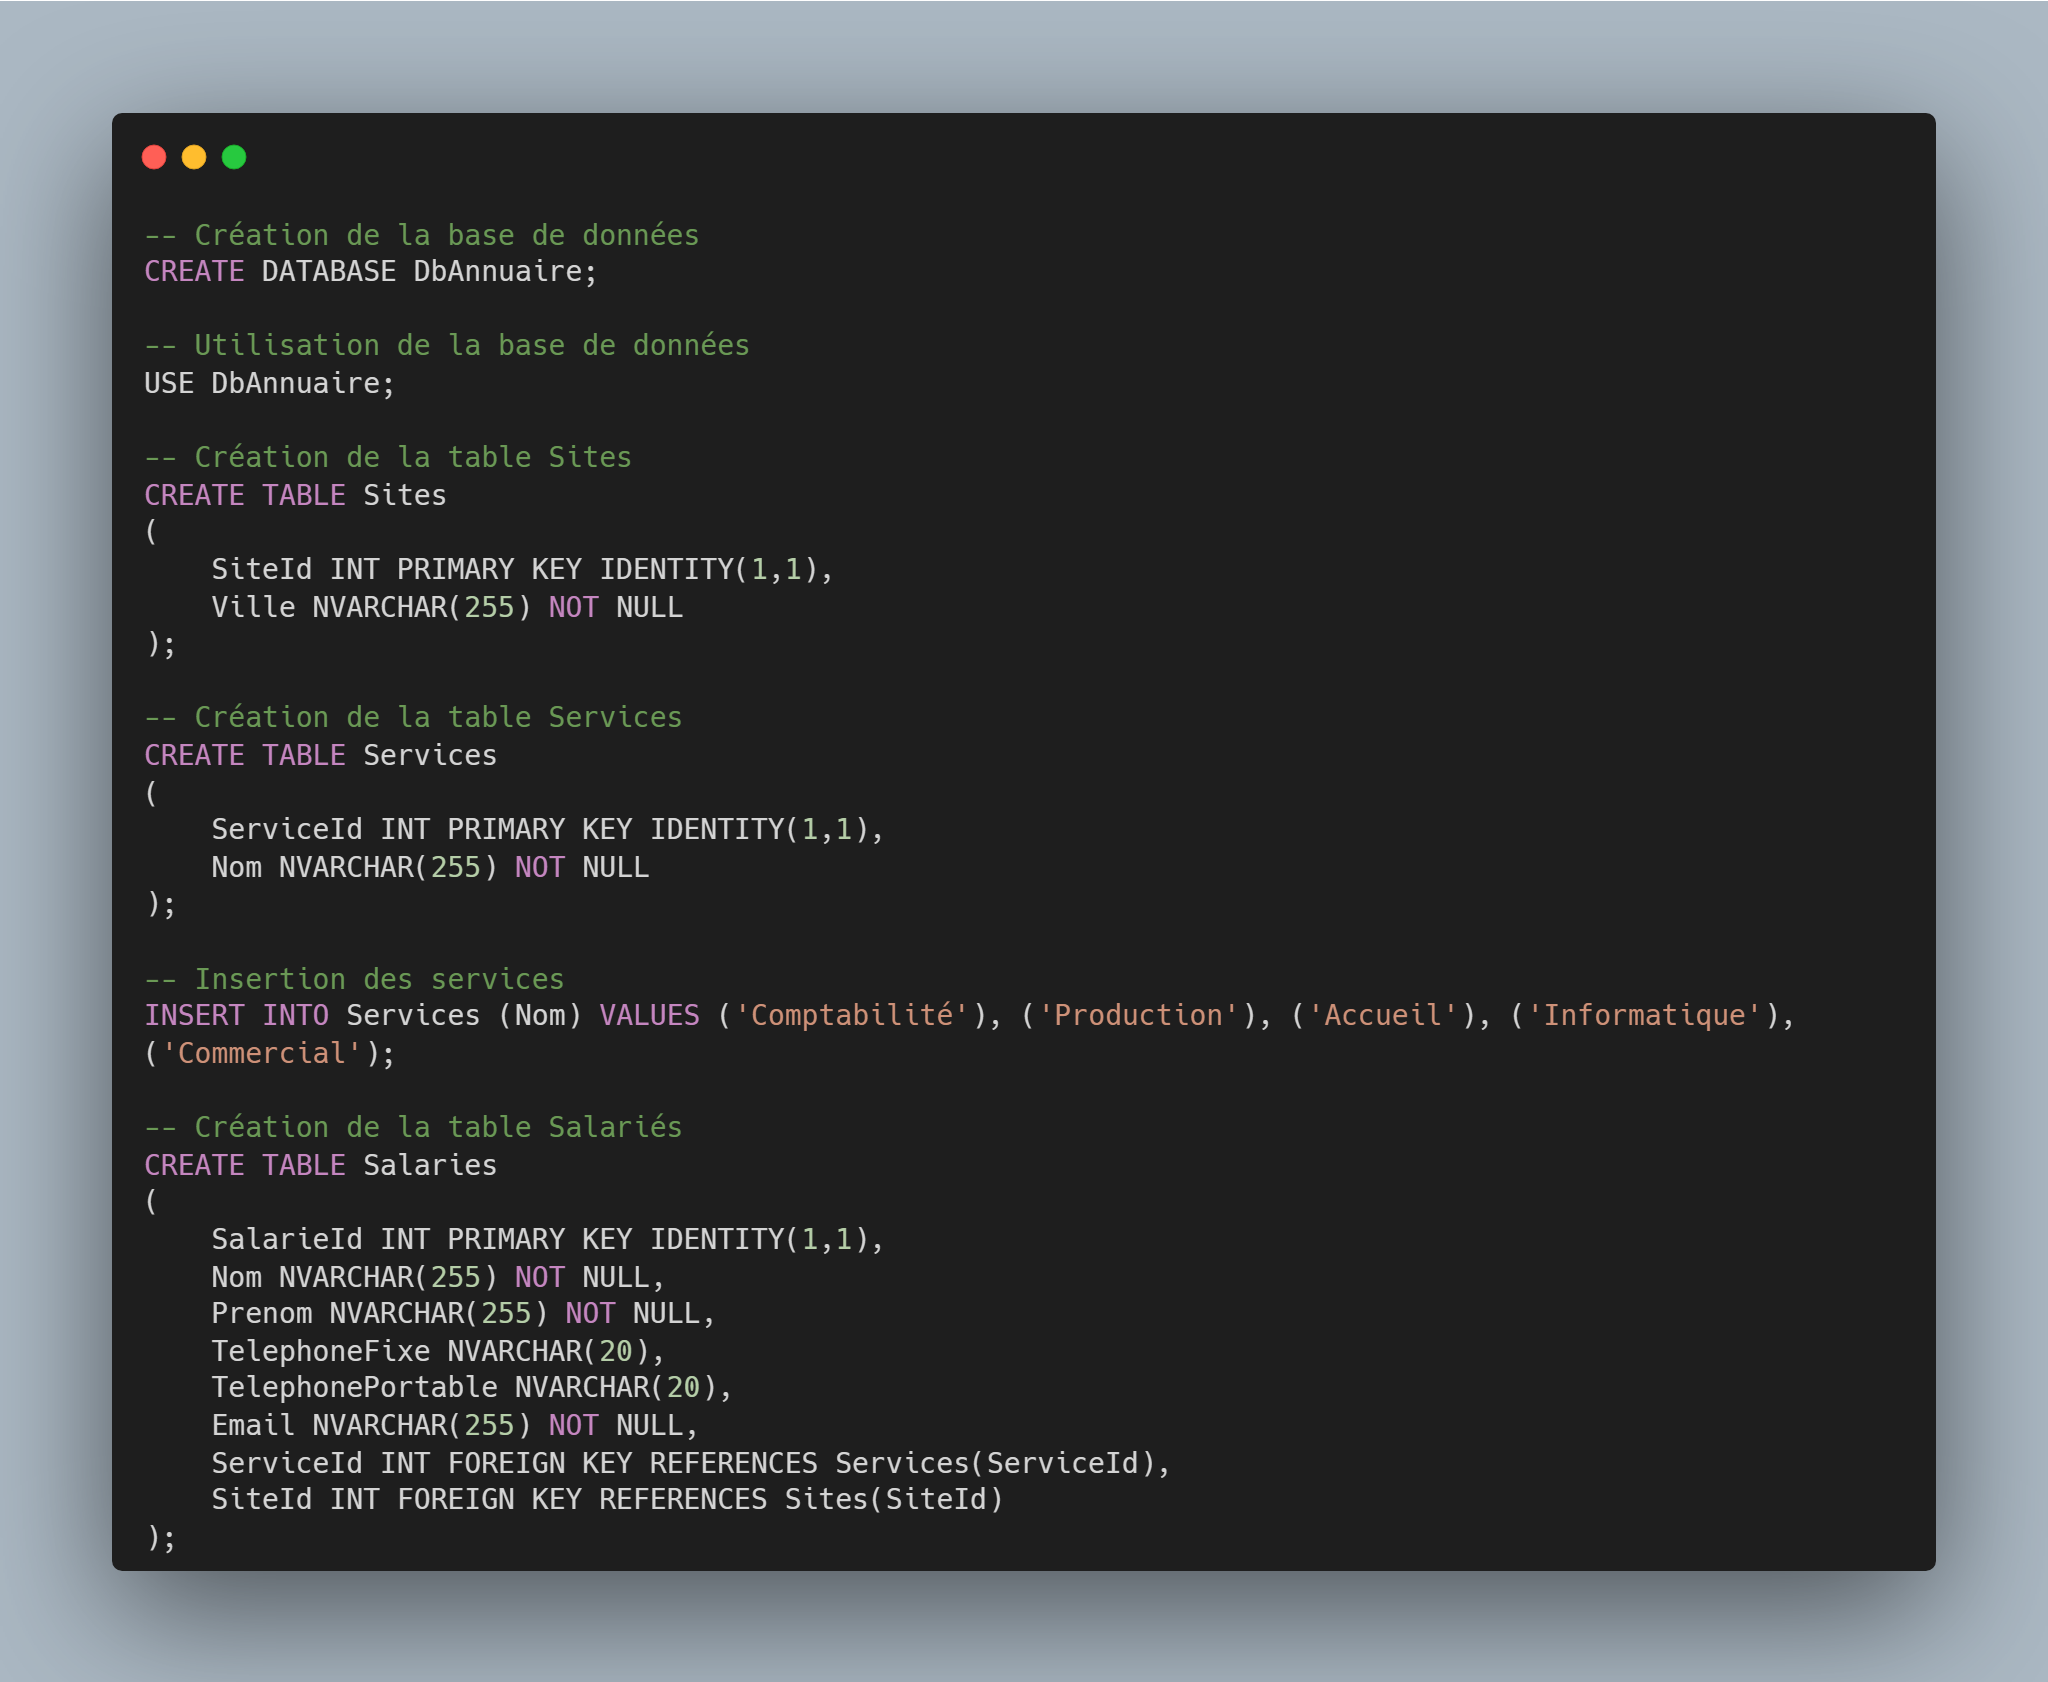 -- Création de la base de données
CREATE DATABASE DbAnnuaire;

-- Utilisation de la base de données
USE DbAnnuaire;

-- Création de la table Sites
CREATE TABLE Sites
(
    SiteId INT PRIMARY KEY IDENTITY(1,1),
    Ville NVARCHAR(255) NOT NULL
);

-- Création de la table Services
CREATE TABLE Services
(
    ServiceId INT PRIMARY KEY IDENTITY(1,1),
    Nom NVARCHAR(255) NOT NULL
);

-- Insertion des services
INSERT INTO Services (Nom) VALUES ('Comptabilité'), ('Production'), ('Accueil'), ('Informatique'),
('Commercial');

-- Création de la table Salariés
CREATE TABLE Salaries
(
    SalarieId INT PRIMARY KEY IDENTITY(1,1),
    Nom NVARCHAR(255) NOT NULL,
    Prenom NVARCHAR(255) NOT NULL,
    TelephoneFixe NVARCHAR(20),
    TelephonePortable NVARCHAR(20),
    Email NVARCHAR(255) NOT NULL,
    ServiceId INT FOREIGN KEY REFERENCES Services(ServiceId),
    SiteId INT FOREIGN KEY REFERENCES Sites(SiteId)
);